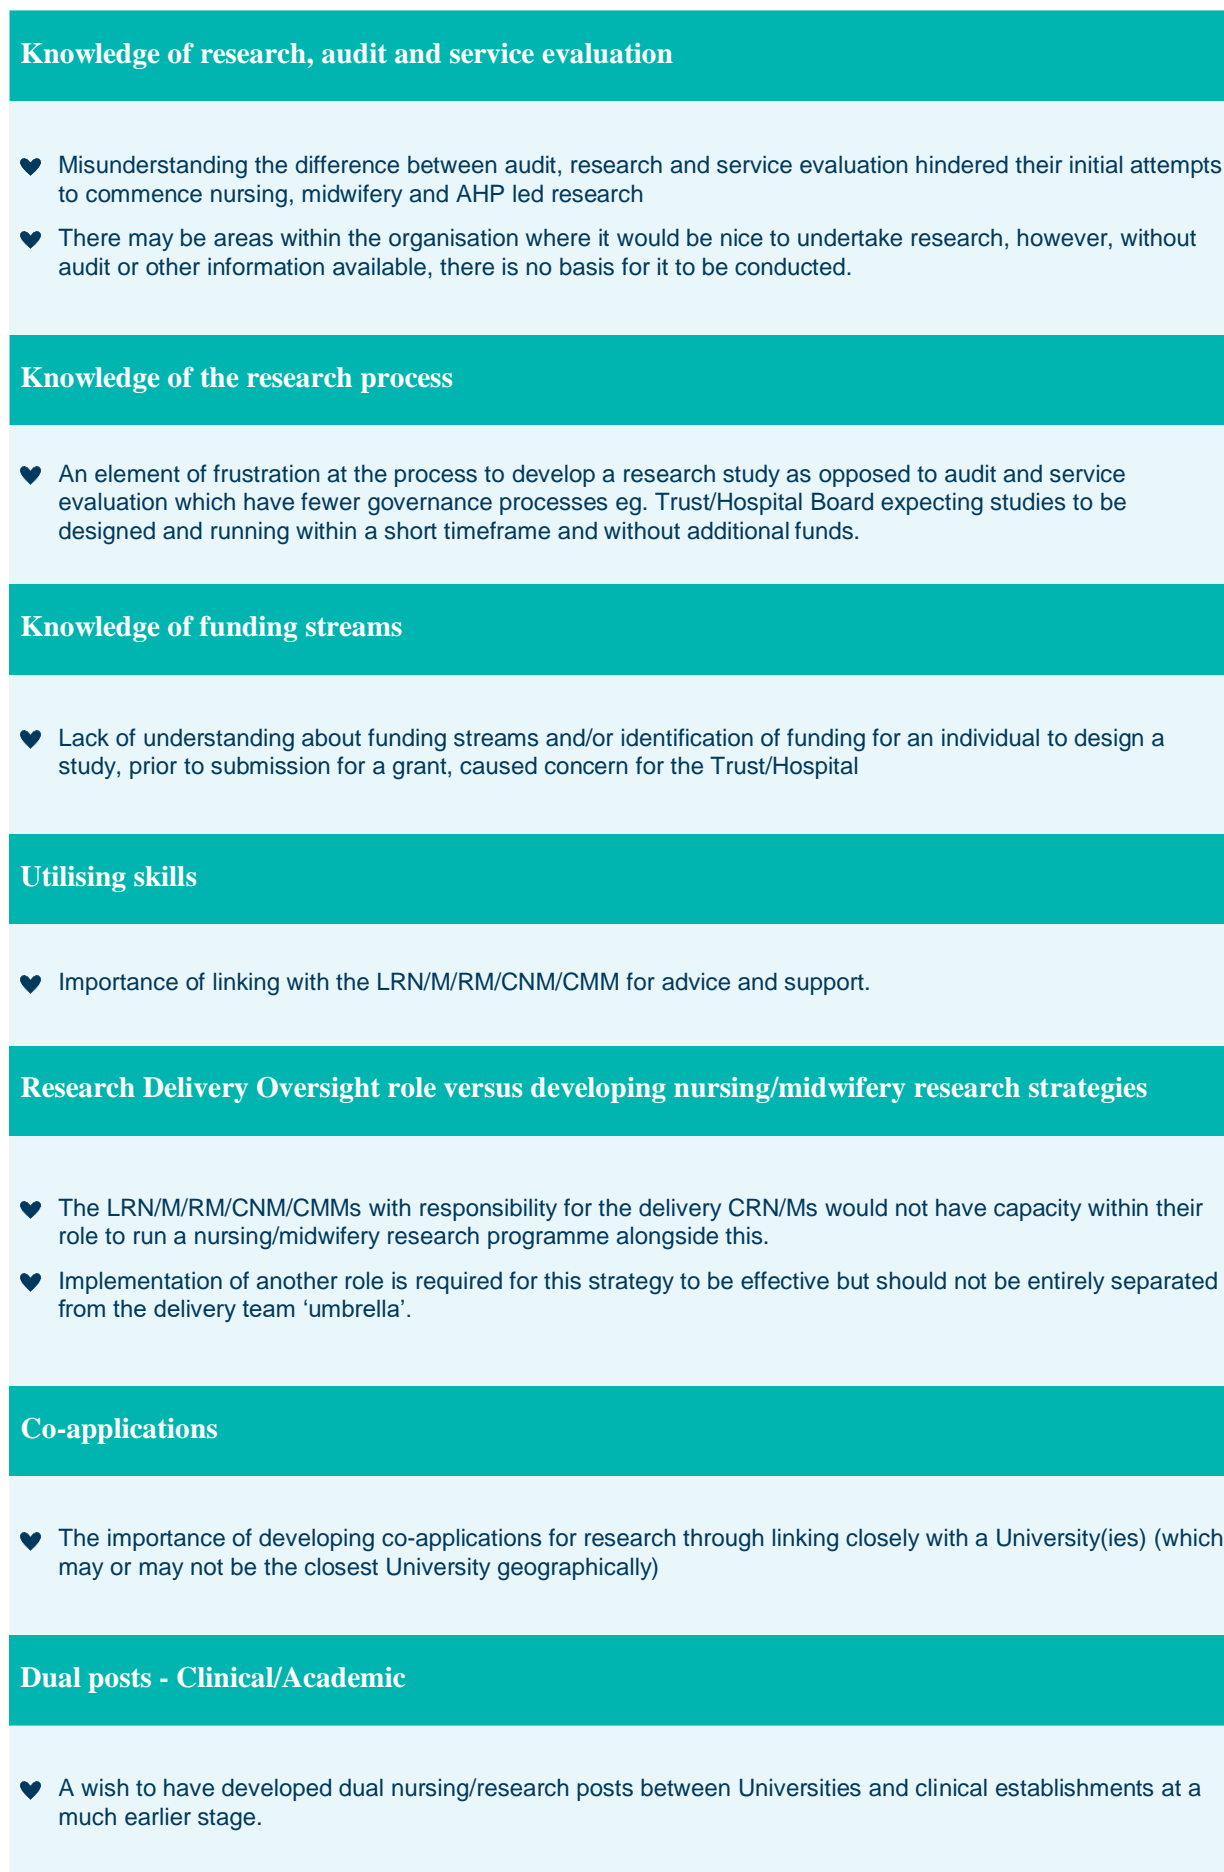 Knowledge of research, audit and service evaluation
Misunderstanding the difference between audit, research and service evaluation hindered their initial attempts
to commence nursing, midwifery and AHP led research
There may be areas within the organisation where it would be nice to undertake research, however, without
audit or other information available, there is no basis for it to be conducted.
Knowledge of the research process
An element of frustration at the process to develop a research study as opposed to audit and service
evaluation which have fewer governance processes eg. Trust/Hospital Board expecting studies to be
designed and running within a short timeframe and without additional funds.
Knowledge of funding streams
Lack of understanding about funding streams and/or identification of funding for an individual to design a
study, prior to submission for a grant, caused concern for the Trust/Hospital
Utilising skills
Importance of linking with the LRN/M/RM/CNM/CMM for advice and support.
Research Delivery Oversight role versus developing nursing/midwifery research strategies
The LRN/M/RM/CNM/CMMs with responsibility for the delivery CRN/Ms would not have capacity within their
role to run a nursing/midwifery research programme alongside this.
Implementation of another role is required for this strategy to be effective but should not be entirely separated
from the delivery team ‘umbrella’.
Co-applications
The importance of developing co-applications for research through linking closely with a University(ies) (which
may or may not be the closest University geographically)
Dual posts - Clinical/Academic
A wish to have developed dual nursing/research posts between Universities and clinical establishments at a
much earlier stage.